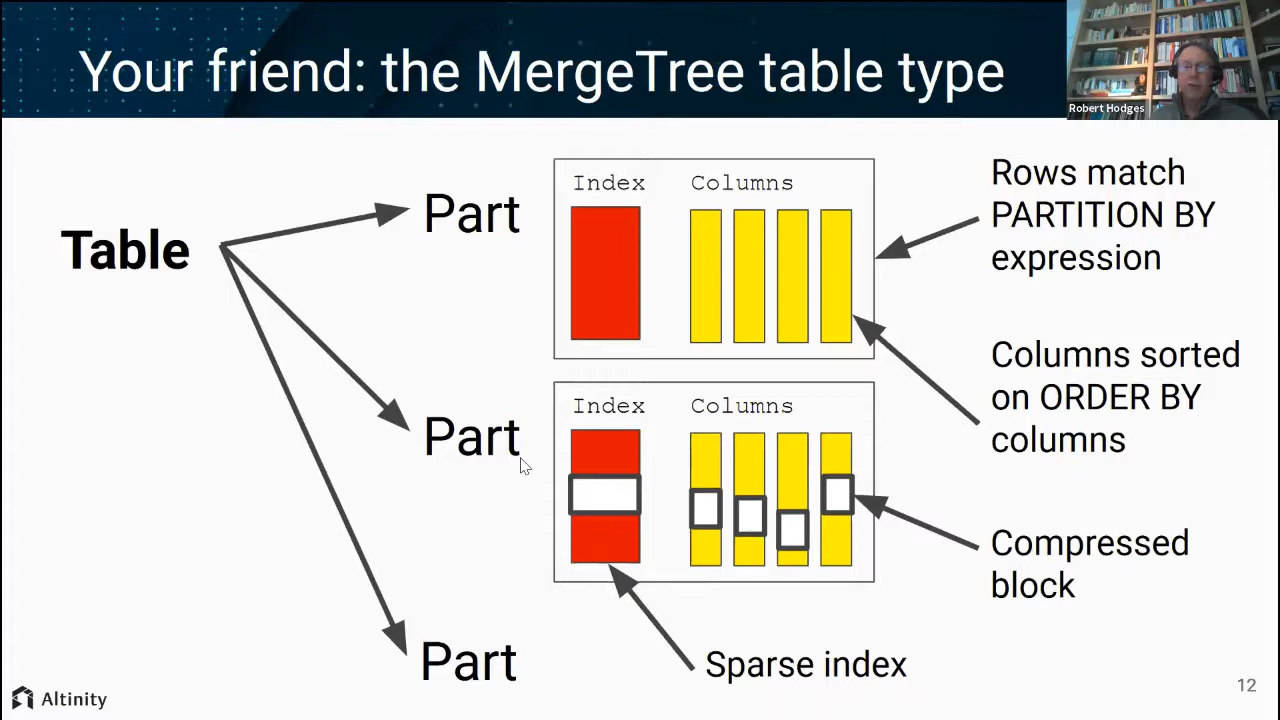 Your friend: the MergeTree table type
Robert Hodges
Table
Part
Index Columns
Rows match
PARTITION BY
expression
Columns sorted
on ORDER BY
columns
Part
Index Columns
Compressed
block
Part
Sparse index
Altinity
12